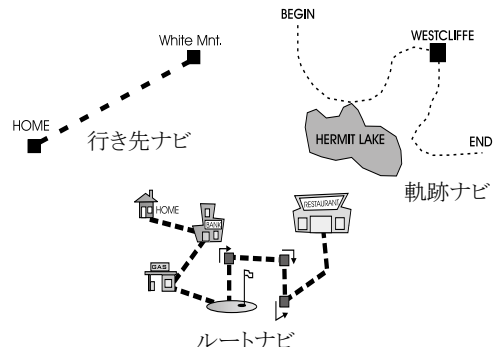 White Mnt.
HOME
行き先ナビ
BEGIN
WESTCLIFFE
HERMIT LAKE
END
軌跡ナビ
HOME
BANK
GAS
RESTAURANT
ルートナビ